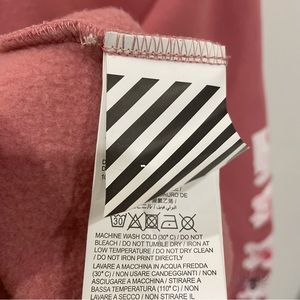 30
MACHINE WASH COLD (30° C) / DO NOT
BLEACH / DO NOT TUMBLE DRY / IRON AT
LOW TEMPERATURE / DO NOT DRY CLEAN
/ DO NOT IRON PRINT DIRECTLY
LAVARE A MACCHINA IN ACQUA FREDDA
(30° C) / NON USARE CANDEGGIANTI / NON
ASCIUGARE A MACCHINA / STIRARE A
BASSA TEMPERATURA (110° C) / NON
LAVARE A SECCO / NON STIRARE A